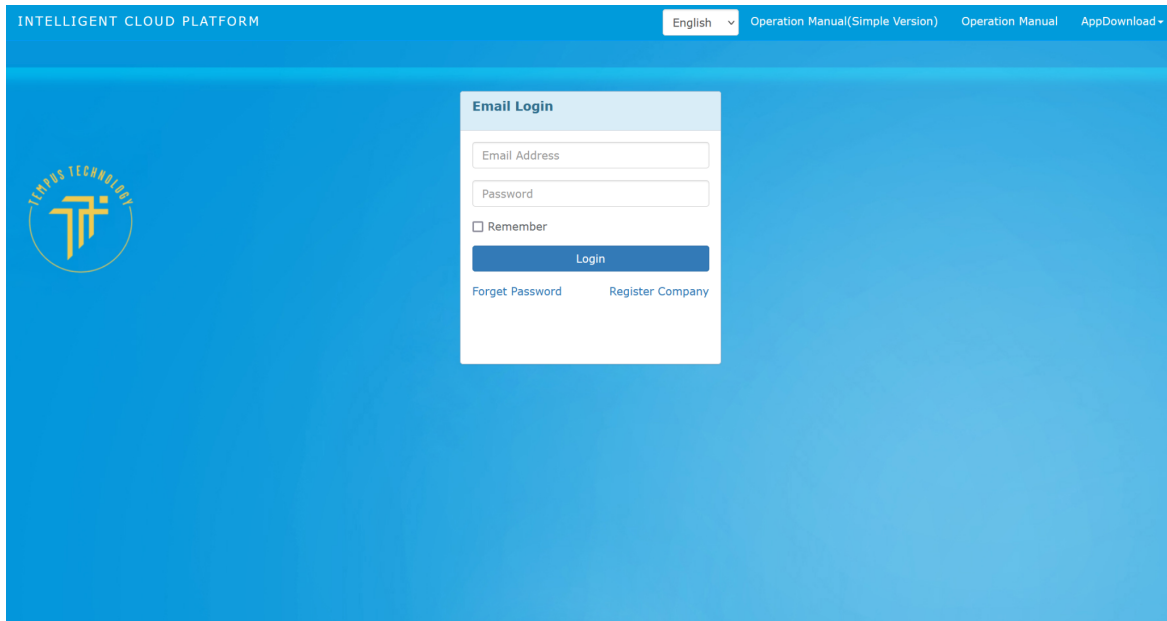 INTELLIGENT CLOUD PLATFORM
English
Operation Manual(Simple Version)
Operation Manual
AppDownload
Email Login
Email Address
Password
Remember
Login
Forget Password
Register Company
TEMPUS TECHNOLOGY